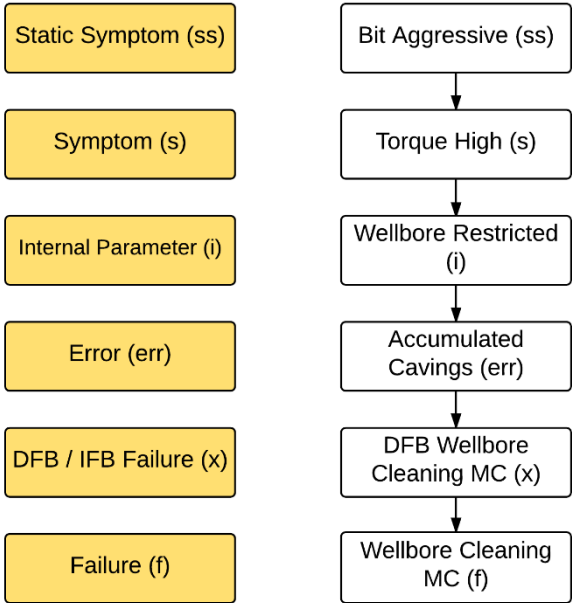 Static Symptom (ss)
Bit Aggressive (ss)
Symptom (s)
Torque High (s)
Internal Parameter (i)
Wellbore Restricted
(i)
Error (err)
Accumulated
Cavings (err)
DFB / IFB Failure (x)
DFB Wellbore
Cleaning MC (x)
Failure (f)
Wellbore Cleaning
MC (f)